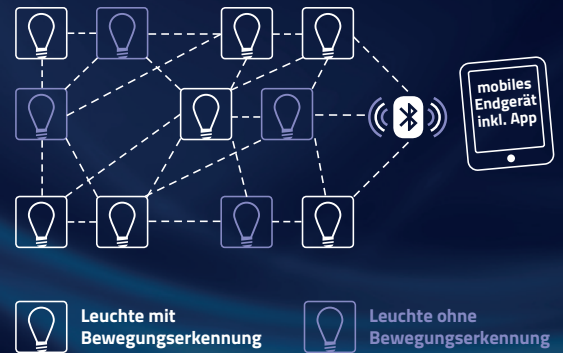 mobiles
Endgerät
inkl. App
Leuchte mit
Bewegungserkennung
Leuchte ohne
Bewegungserkennung